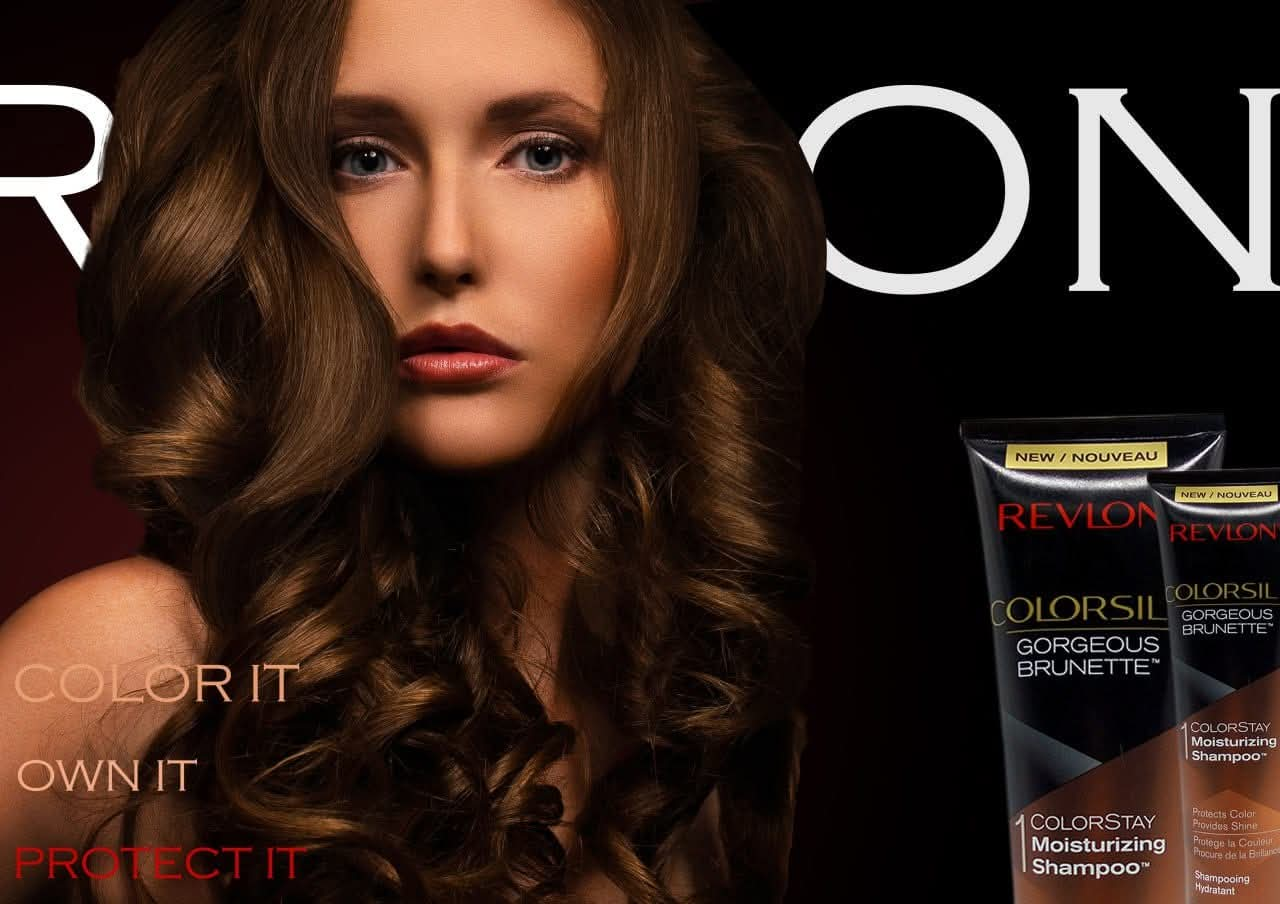 R ON
COLOR IT
OWN IT
PROTECT IT
NEW / NOUVEAU
REVLON
COLORSIL
GORGEOUS
BRUNETTE™
1 COLORSTAY
Moisturizing
Shampoo™
NEW / NOUVEAU
REVLON
COLORSIL
GORGEOUS
BRUNETTE™
1 COLORSTAY
Moisturizing
Shampoo™
Protects Color
Provides Shine
Protège la Couleur
Procure de la Brillanc
Shampooing
Hydratant